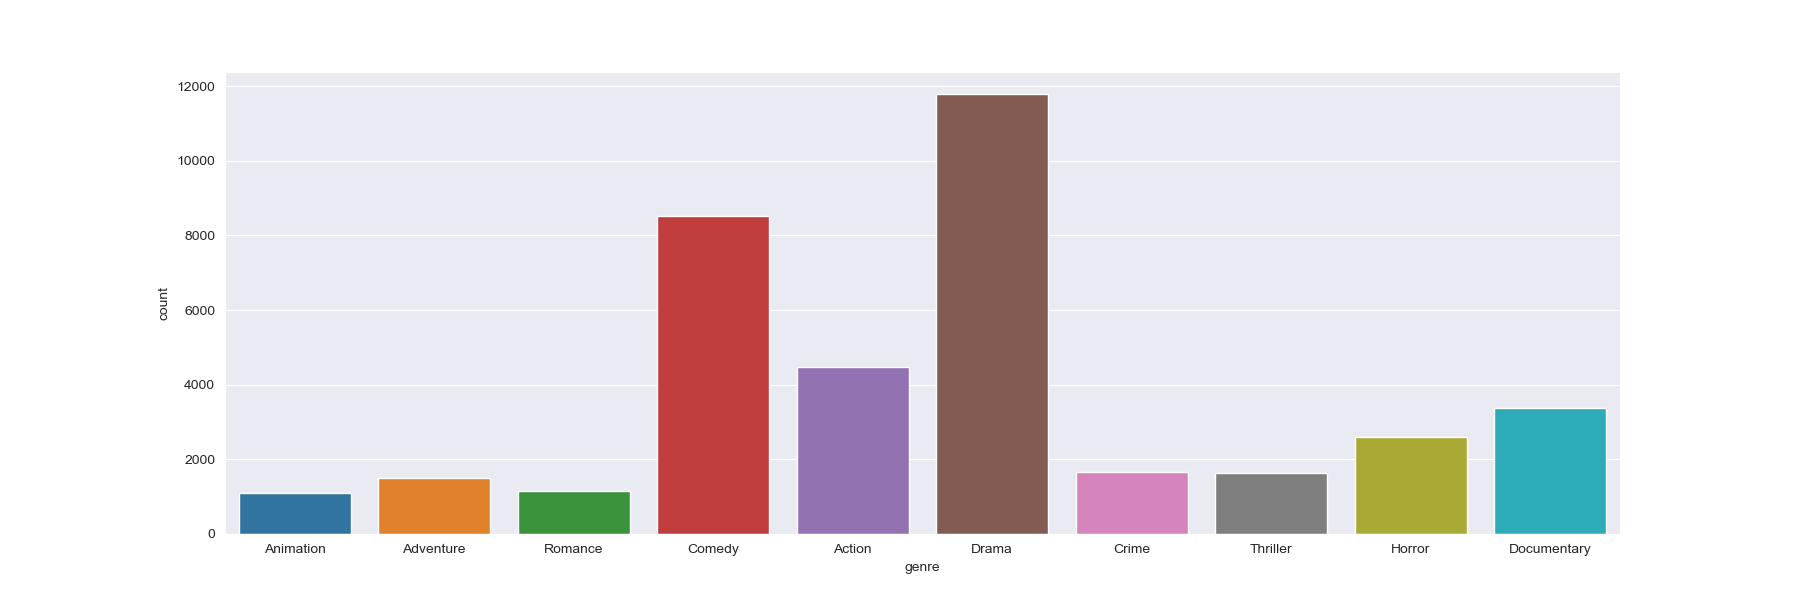 12000
10000
8000
6000
4000
2000
0
count
Animation Adventure Romance Comedy Action Drama Crime Thriller Horror Documentary
genre